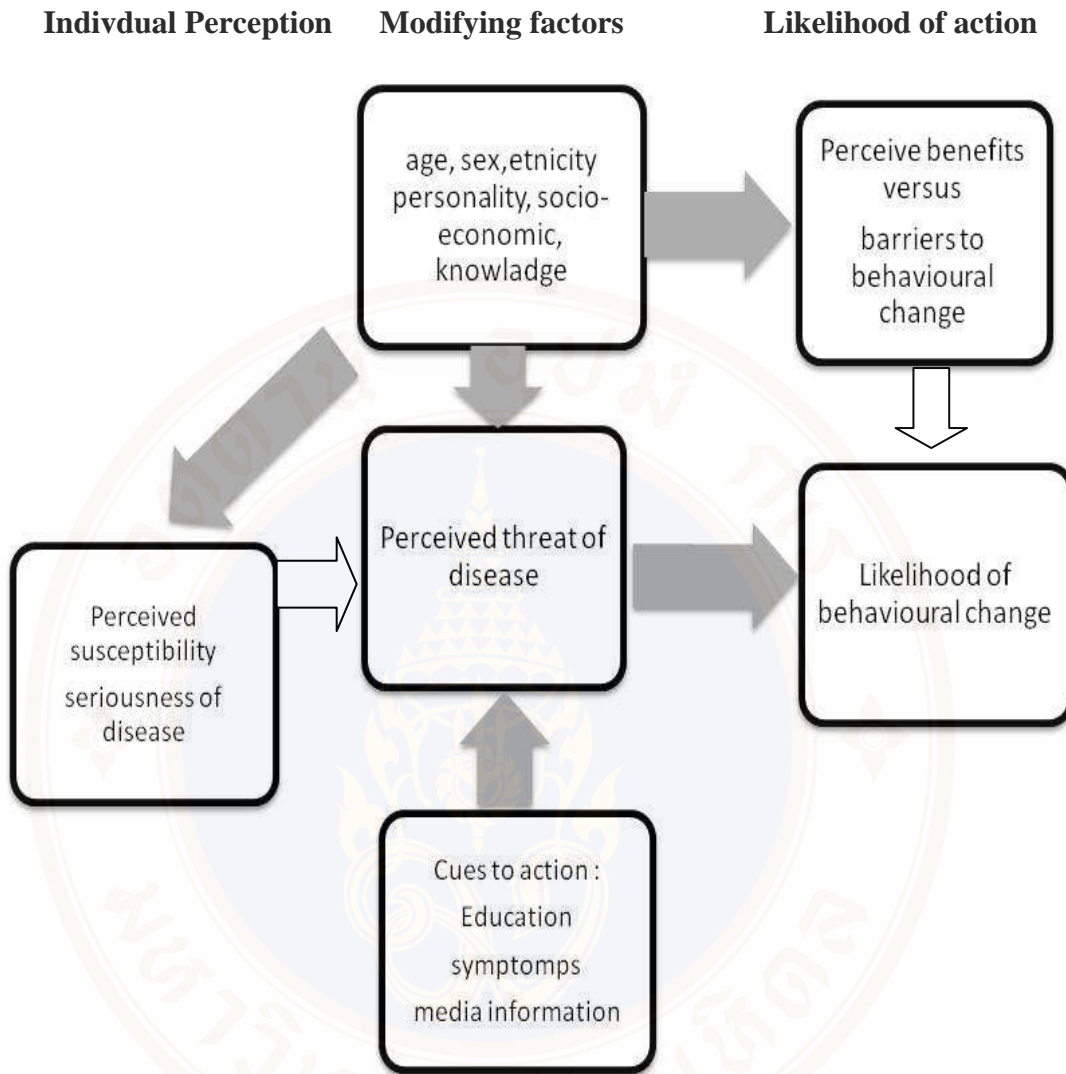 Indivdual Perception Modifying factors Likelihood of action
age, sex,etnicity
personality, socio-
economic,
knowladge
Perceive benefits
versus
barriers to
behavioural
change
Perceived threat of
disease
Likelihood of
behavioural change
Perceived
susceptibility
seriousness of
disease
Cues to action :
Education
symptomps
media information